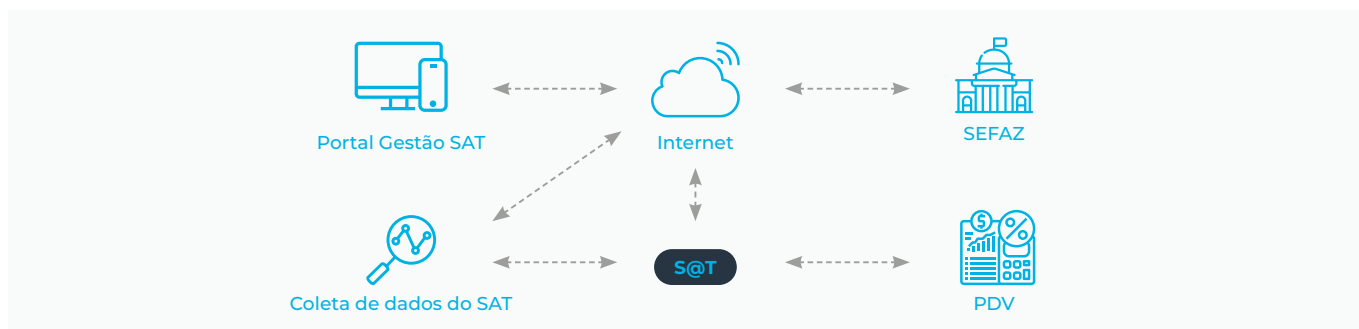 Portal Gestão SAT
Internet
SEFAZ
$
%
Coleta de dados do SAT
S@T
PDV